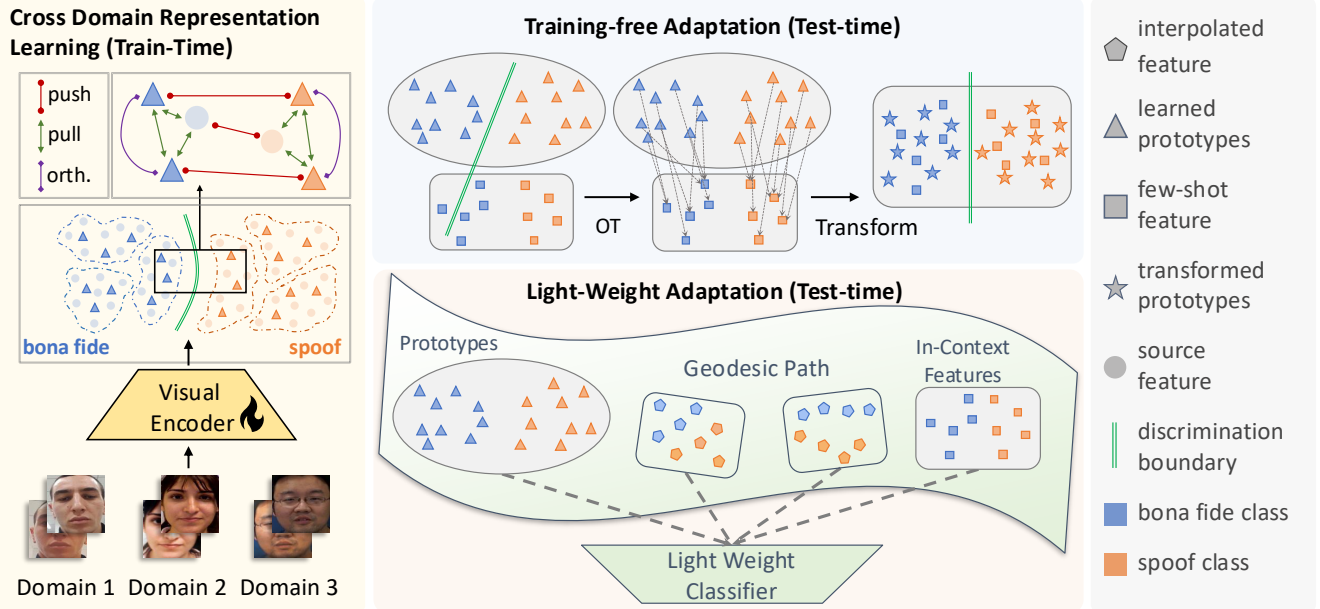 Cross Domain Representation
Learning (Train-Time)
push
pull
orth.
bona fide
spoof
Visual
Encoder
Domain 1
Domain 2
Domain 3
Training-free Adaptation (Test-time)
OT
Transform
Light-Weight Adaptation (Test-time)
Prototypes
Geodesic Path
In-Context
Features
Light Weight
Classifier
interpolated
feature
learned
prototypes
few-shot
feature
transformed
prototypes
source
feature
discrimination
boundary
bona fide class
spoof class